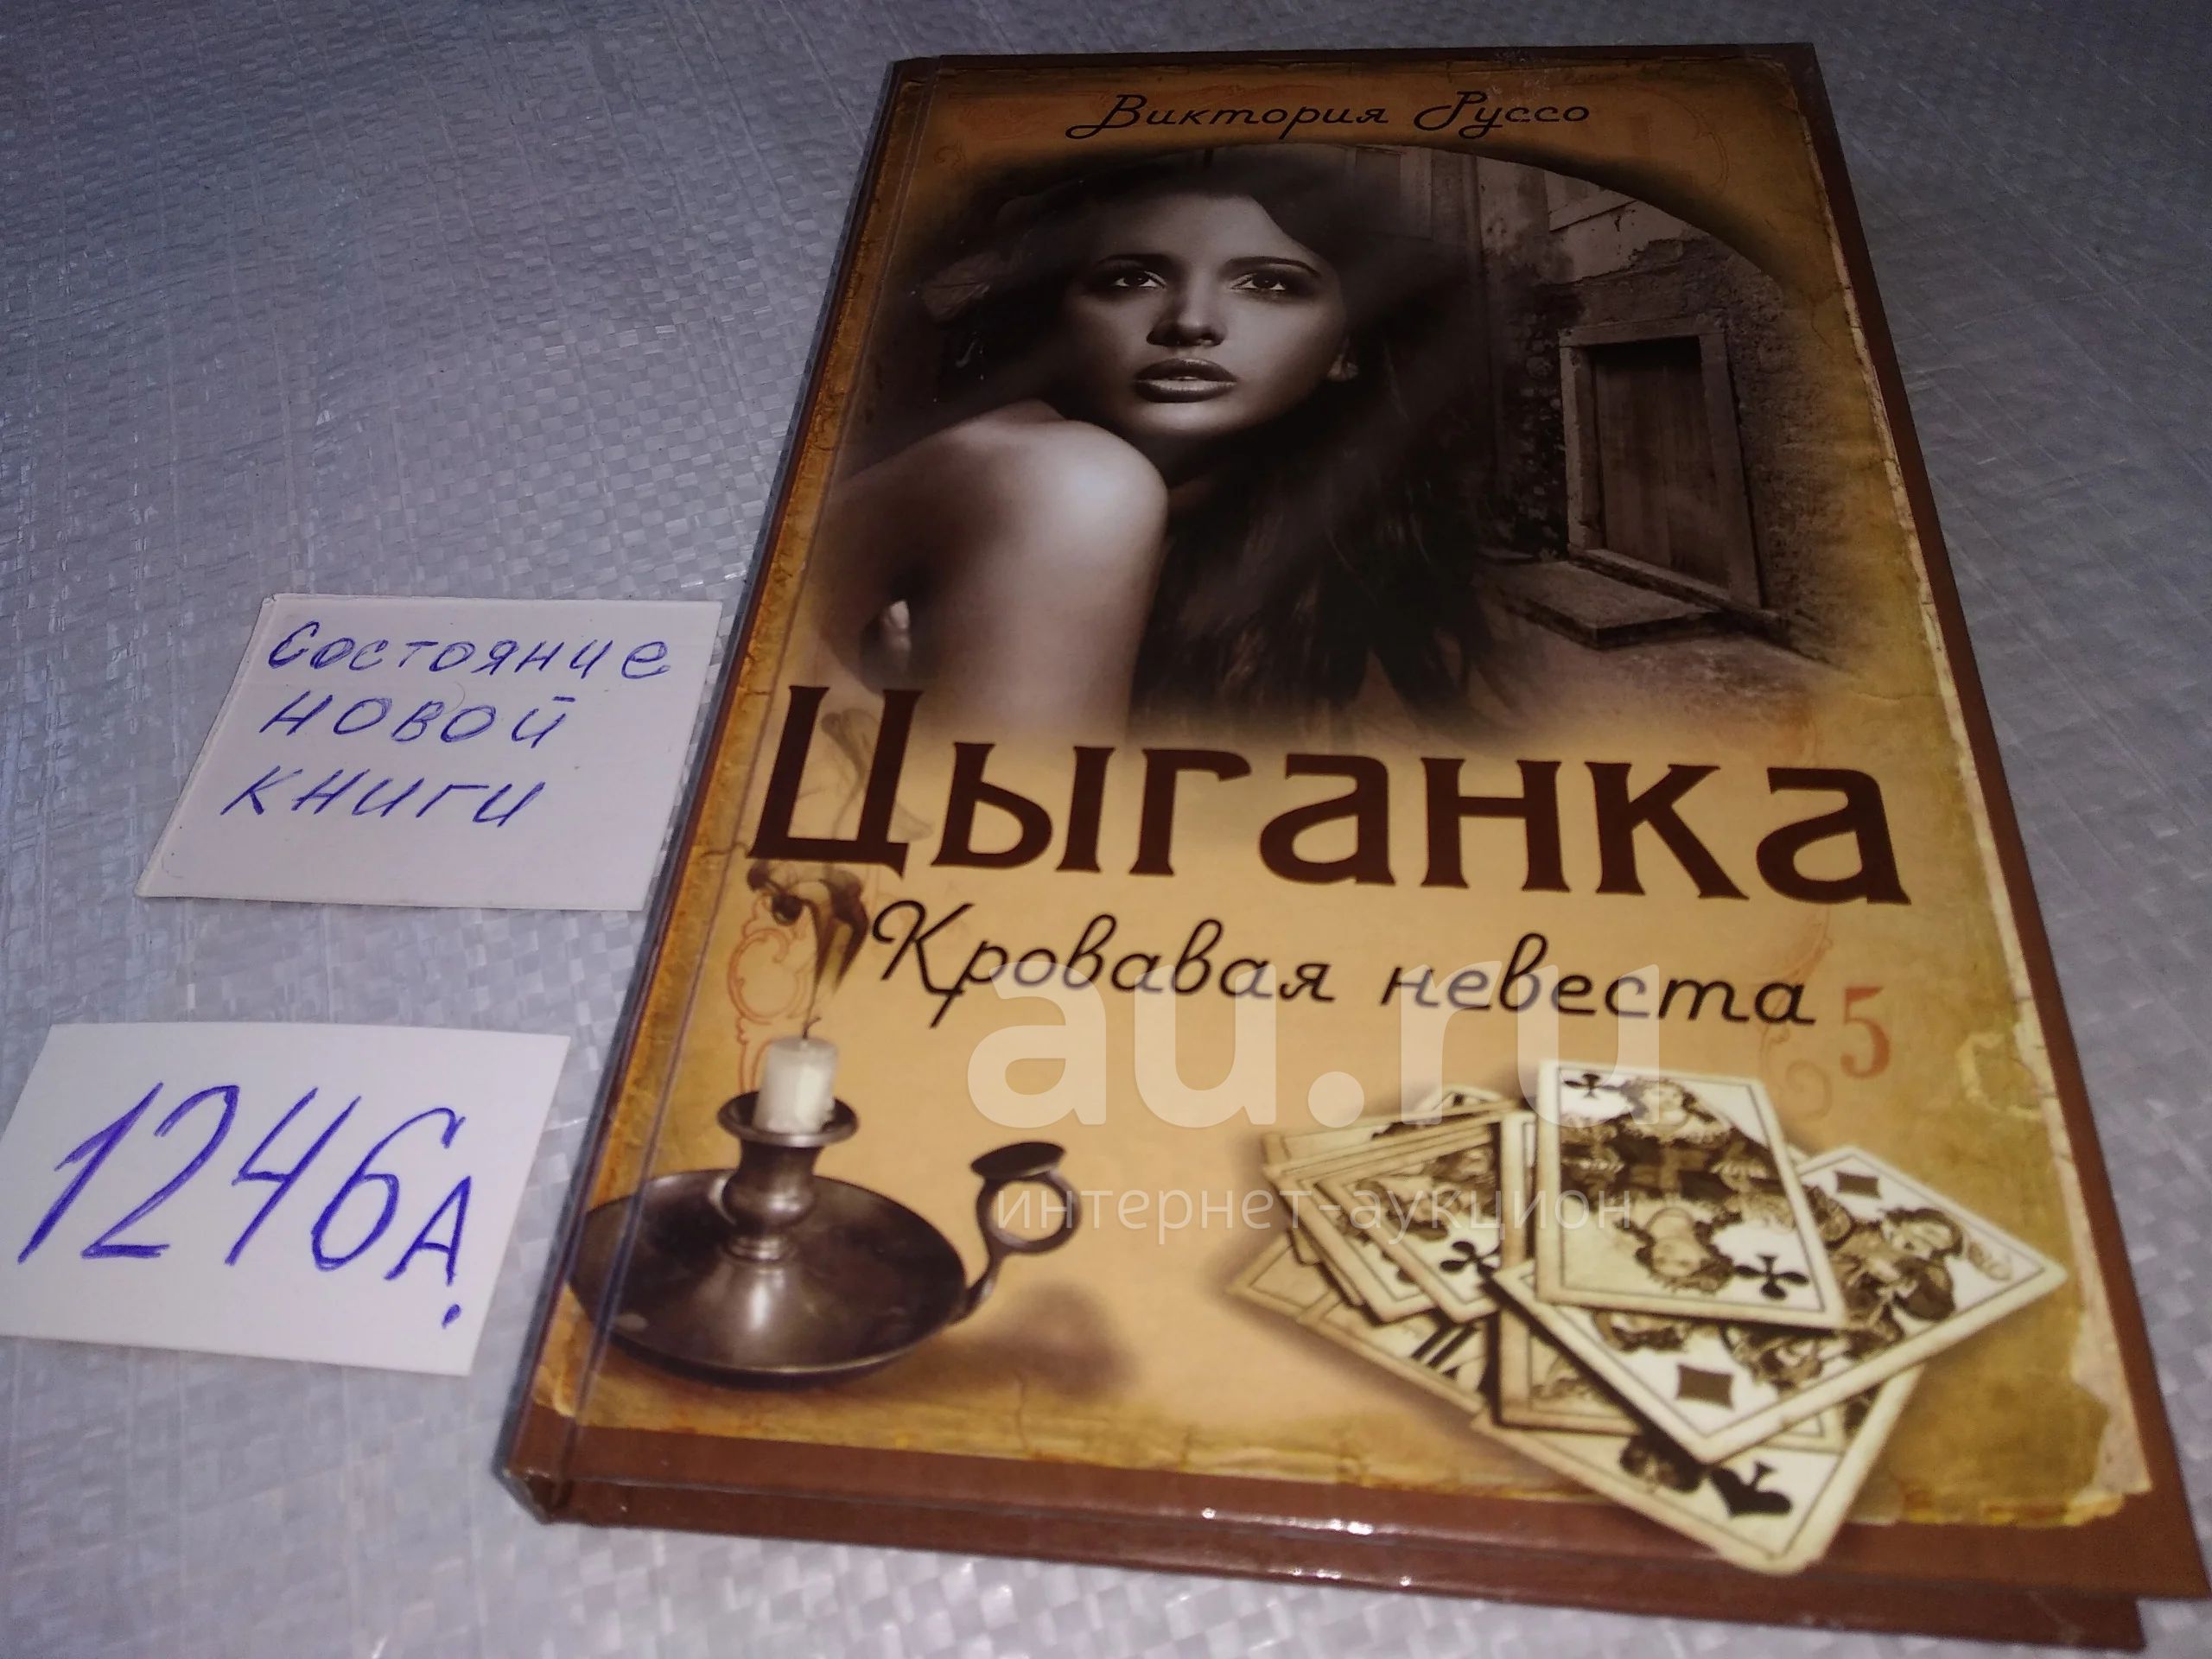 Виктория Руссо
Цыганка
Кровавая невеста
5
состояние
новой
книги
1246А.
au.ru
интернет-аукцион